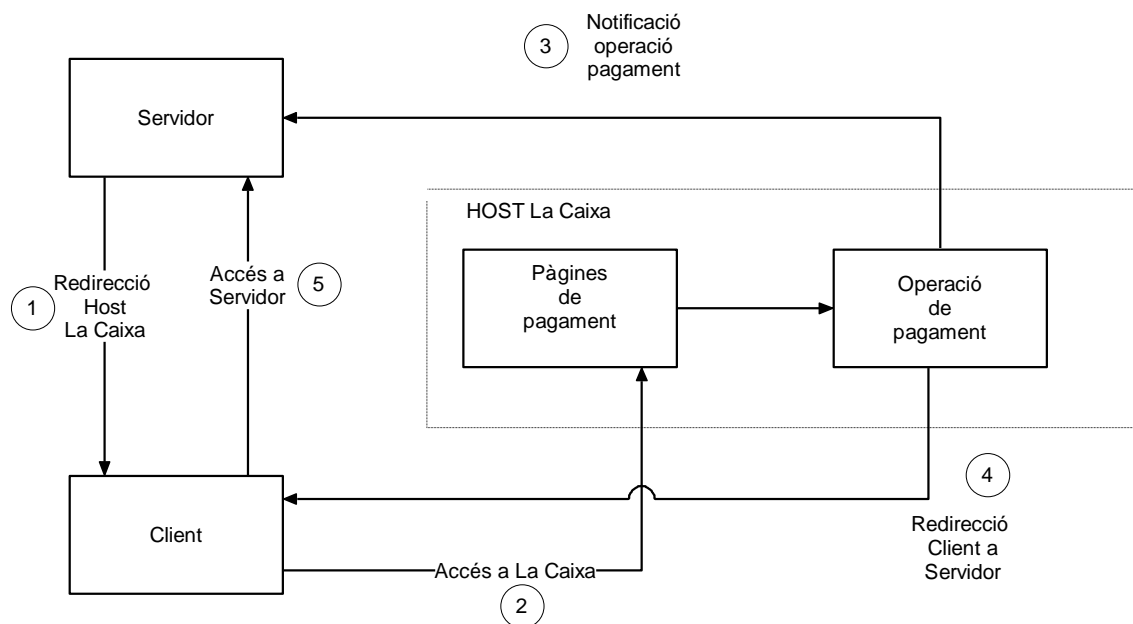 3
Notificació
operació
pagament
Servidor
HOST La Caixa
1
Redirecció
Host
La Caixa
Accés a
Servidor
5
Pàgines
de
pagament
Operació
de
pagament
Client
Accés a La Caixa
2
4
Redirecció
Client a
Servidor